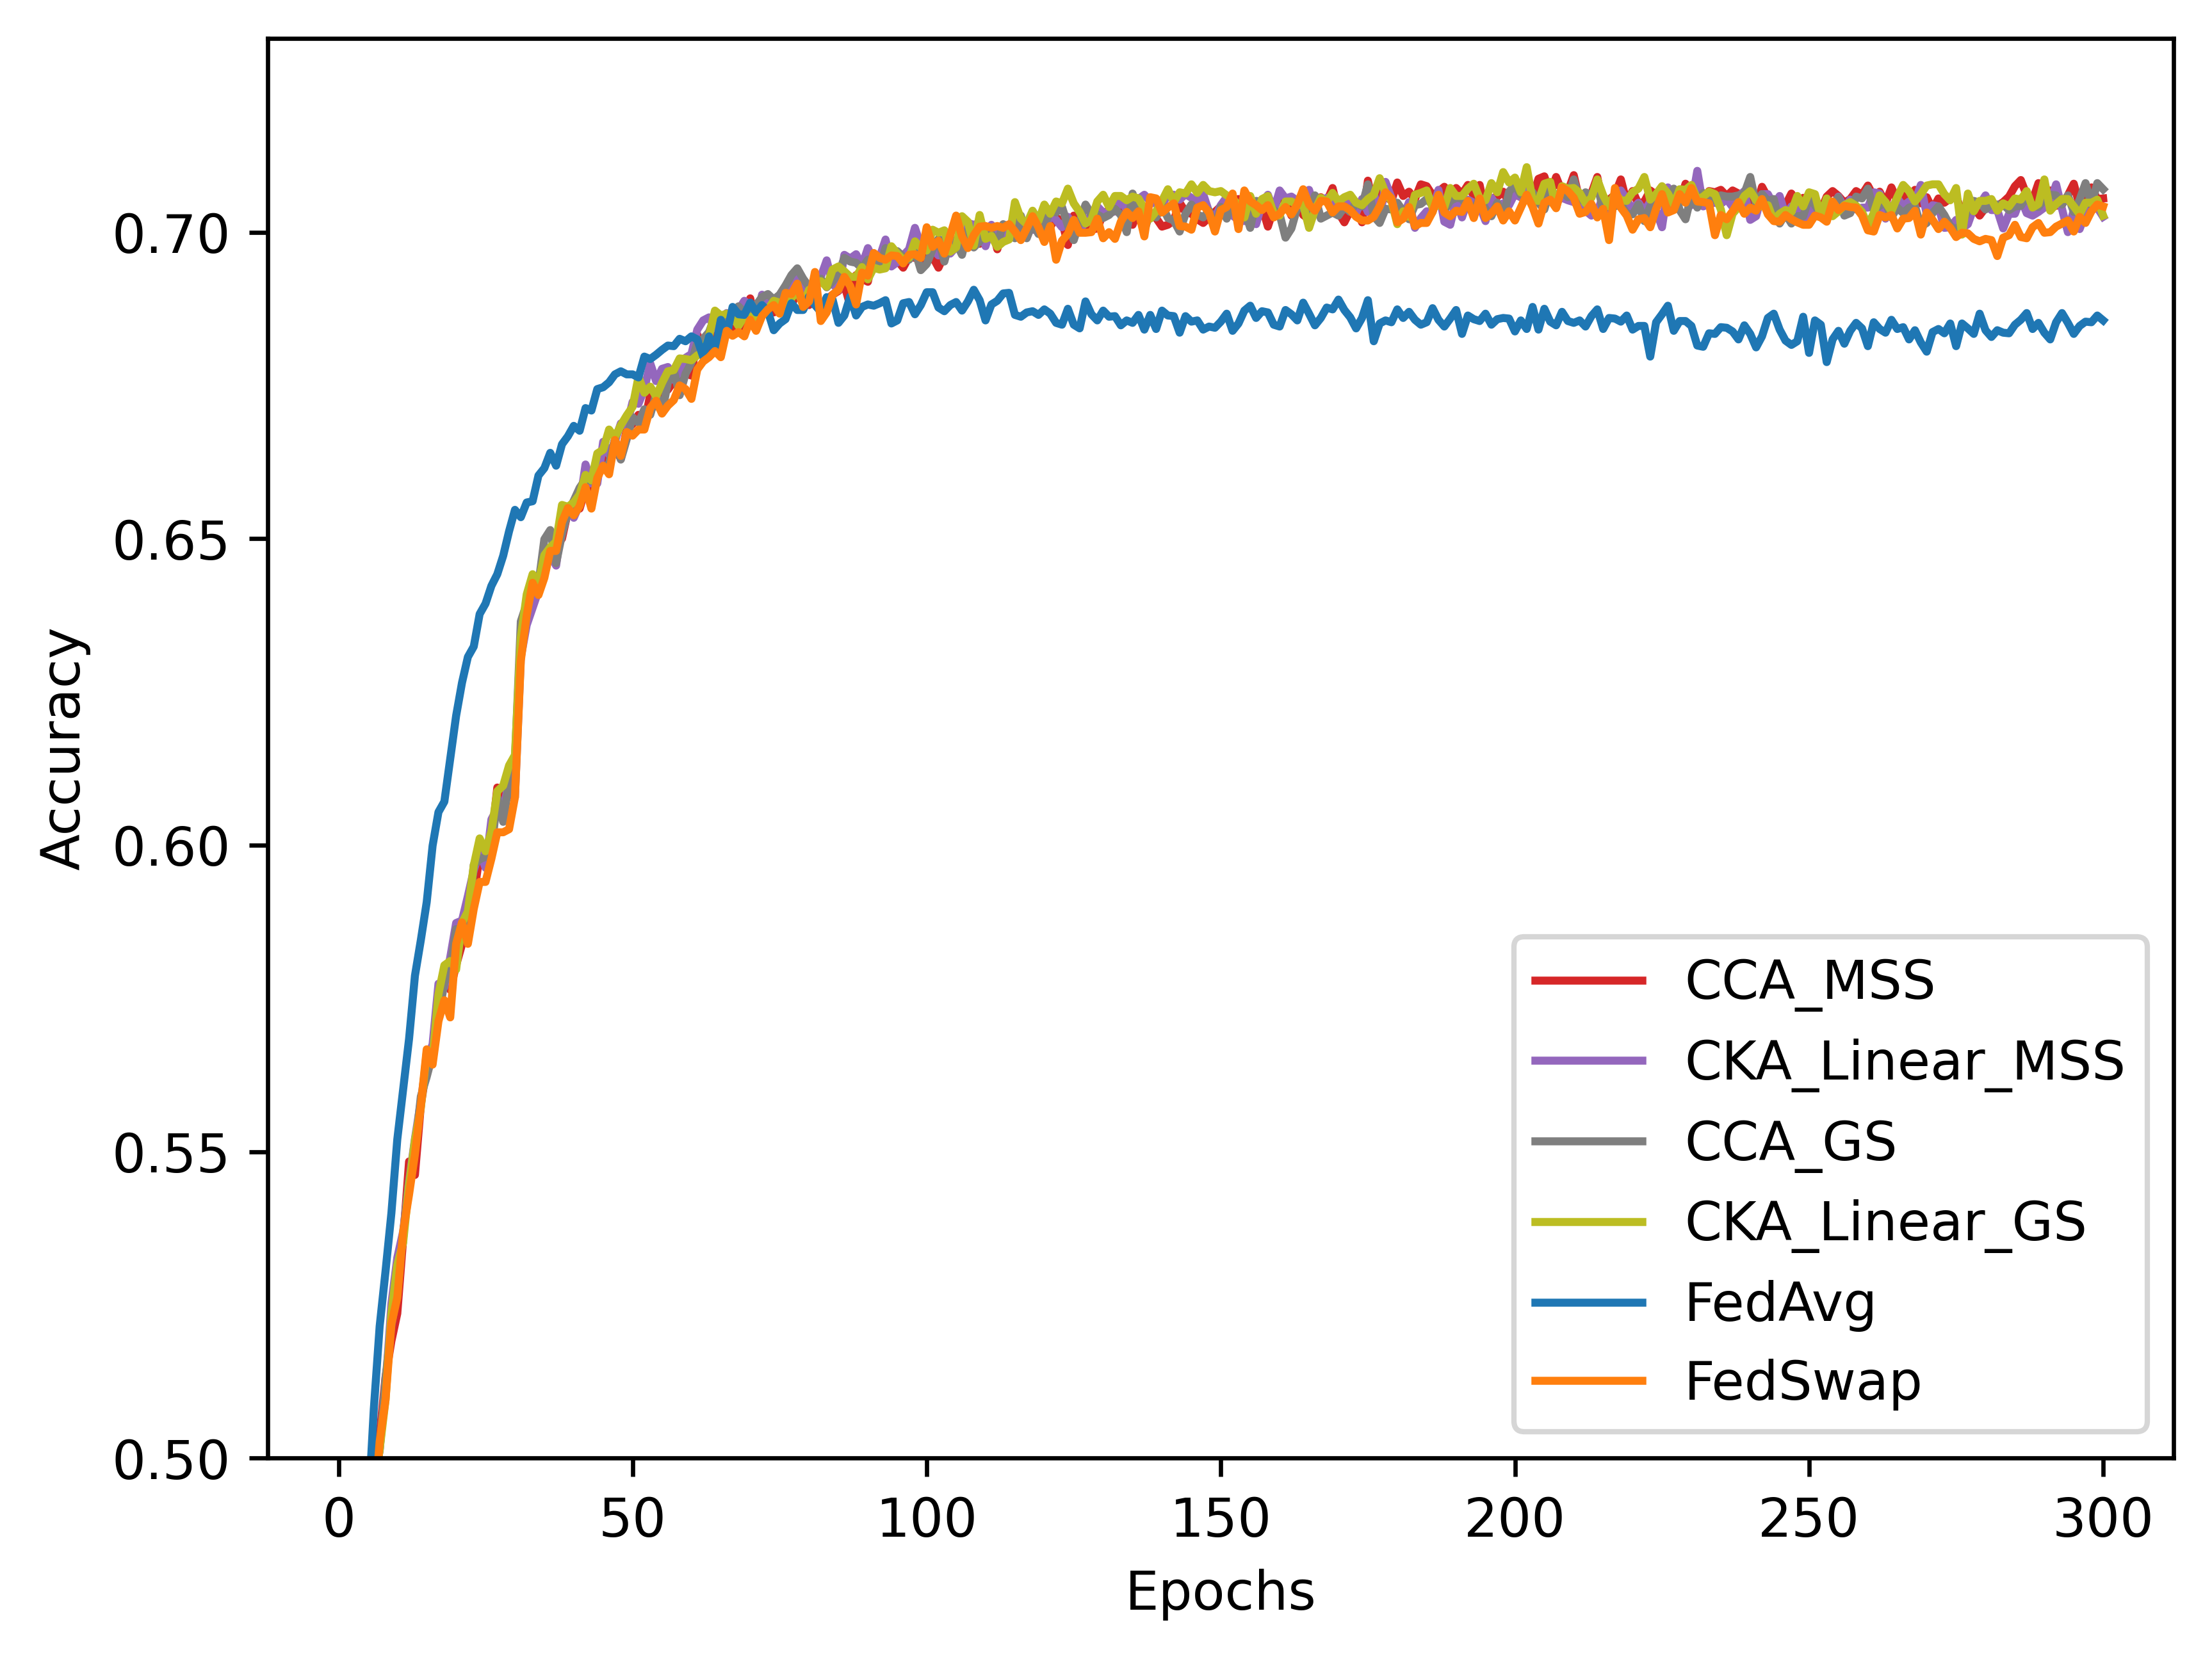 0.70
0.65
0.60
0.55
0.50
Accuracy
0 50 100 150 200 250 300
Epochs
CCA_MSS
CKA_Linear_MSS
CCA_GS
CKA_Linear_GS
FedAvg
FedSwap